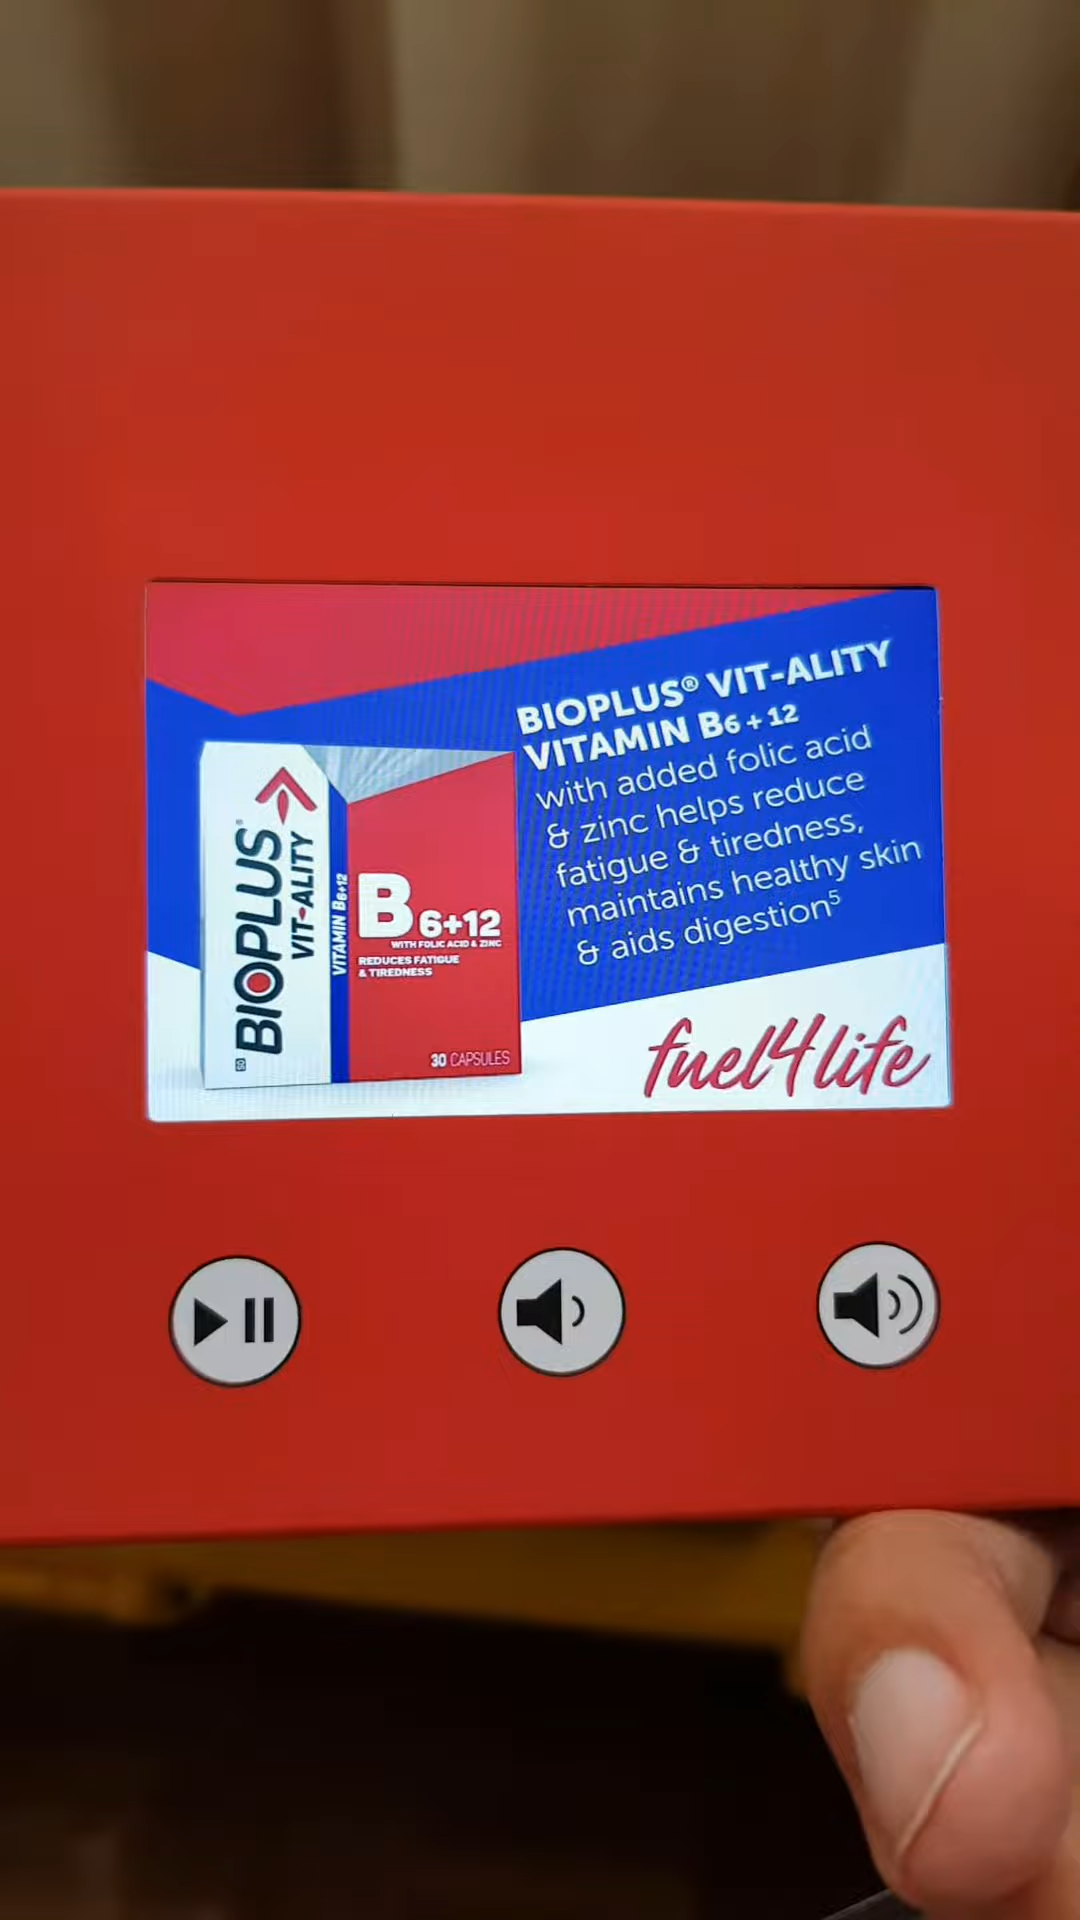 BIOPLUS® VIT-ALITY
VITAMIN B6 + 12
with added folic acid
& zinc helps reduce
fatigue & tiredness,
maintains healthy skin
& aids digestion⁵
BIOPLUS®
VIT-ALITY
VITAMIN B6+12
B6+12
WITH FOLIC ACID & ZINC
REDUCES FATIGUE
& TIREDNESS
30 CAPSULES
fuel4life